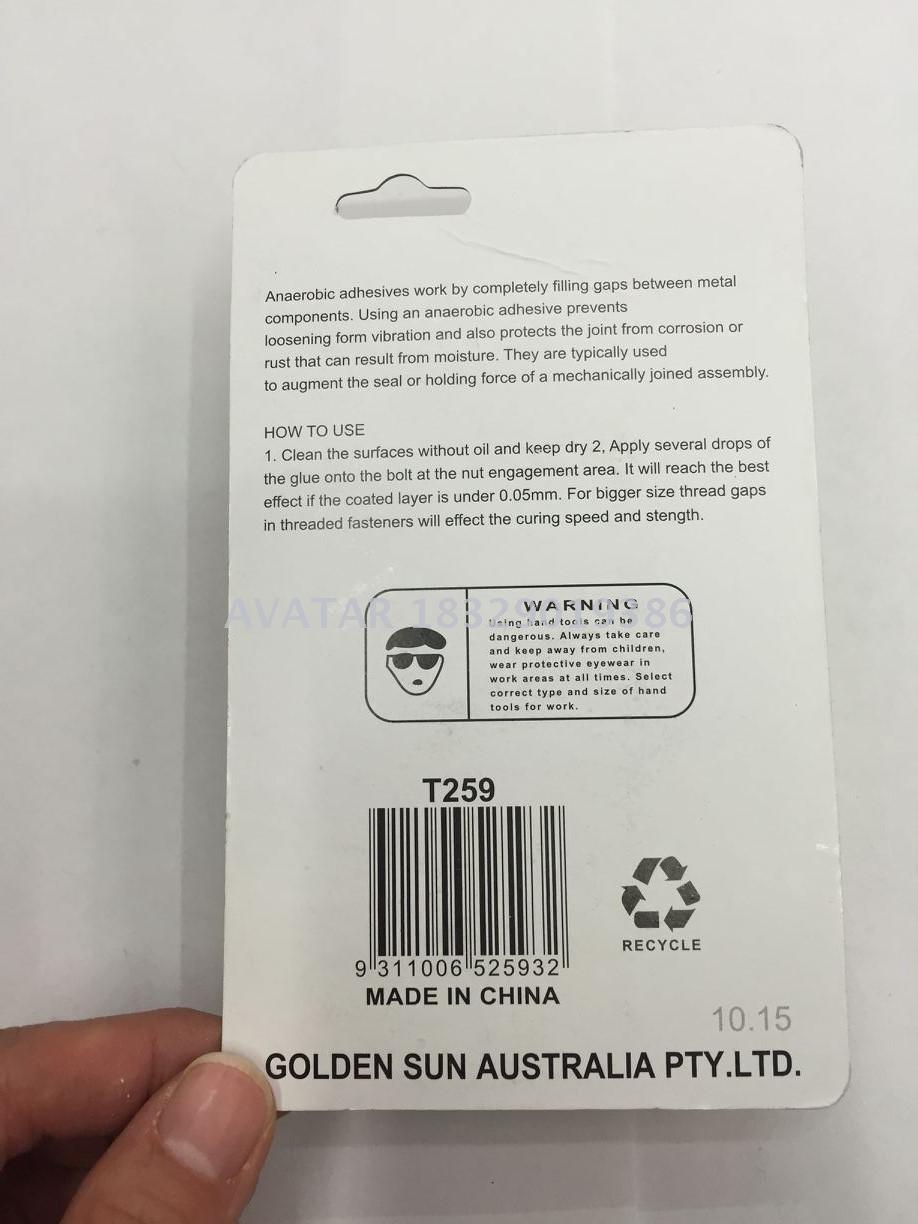 Anaerobic adhesives work by completely filling gaps between metal
components. Using an anaerobic adhesive prevents
loosening form vibration and also protects the joint from corrosion or
rust that can result from moisture. They are typically used
to augment the seal or holding force of a mechanically joined assembly.
HOW TO USE
1. Clean the surfaces without oil and keep dry 2, Apply several drops of
the glue onto the bolt at the nut engagement area. It will reach the best
effect if the coated layer is under 0.05mm. For bigger size thread gaps
in threaded fasteners will effect the curing speed and stength.
WARNING
Using hand tools can be
dangerous. Always take care
and keep away from children,
wear protective eyewear in
work areas at all times. Select
correct type and size of hand
tools for work.
AVATAR
T259
9 311006 525932
MADE IN CHINA
RECYCLE
10.15
GOLDEN SUN AUSTRALIA PTY.LTD.